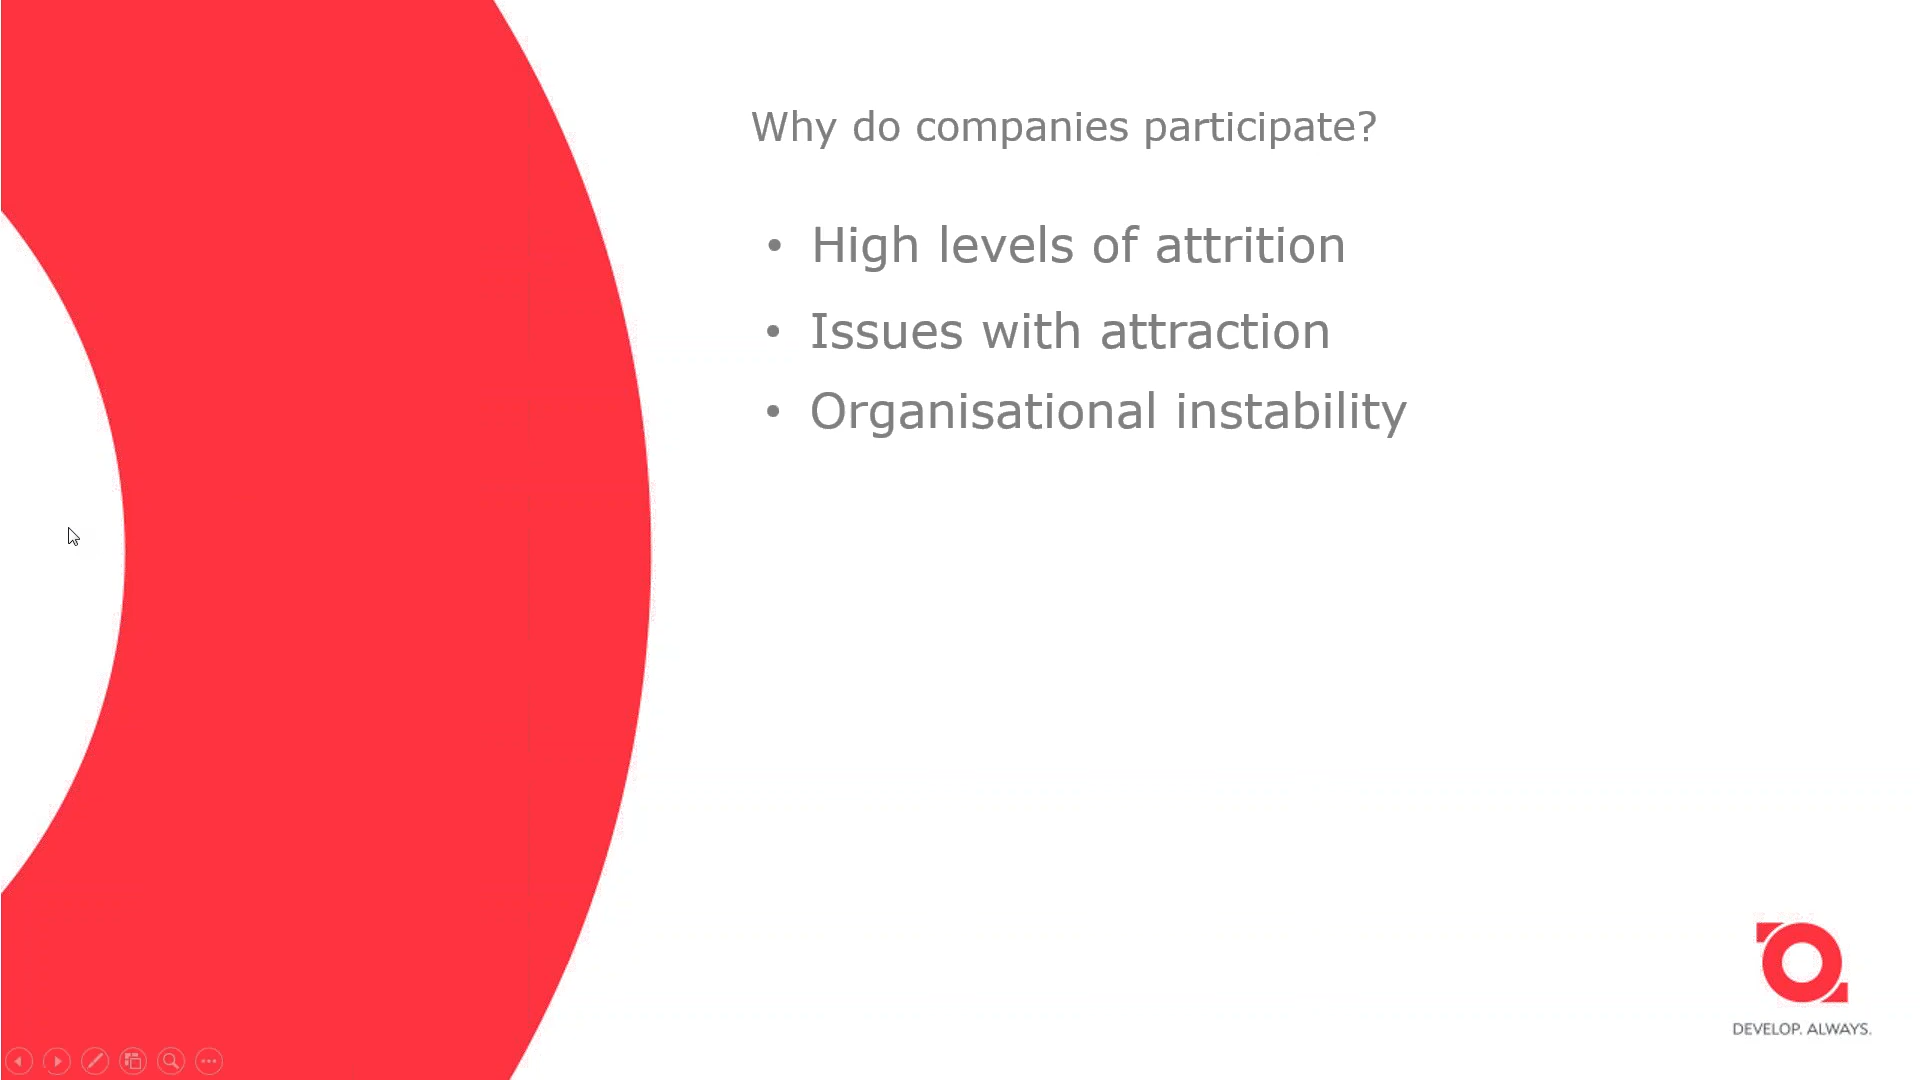 Why do companies participate?
• High levels of attrition
• Issues with attraction
• Organisational instability
DEVELOP. ALWAYS.